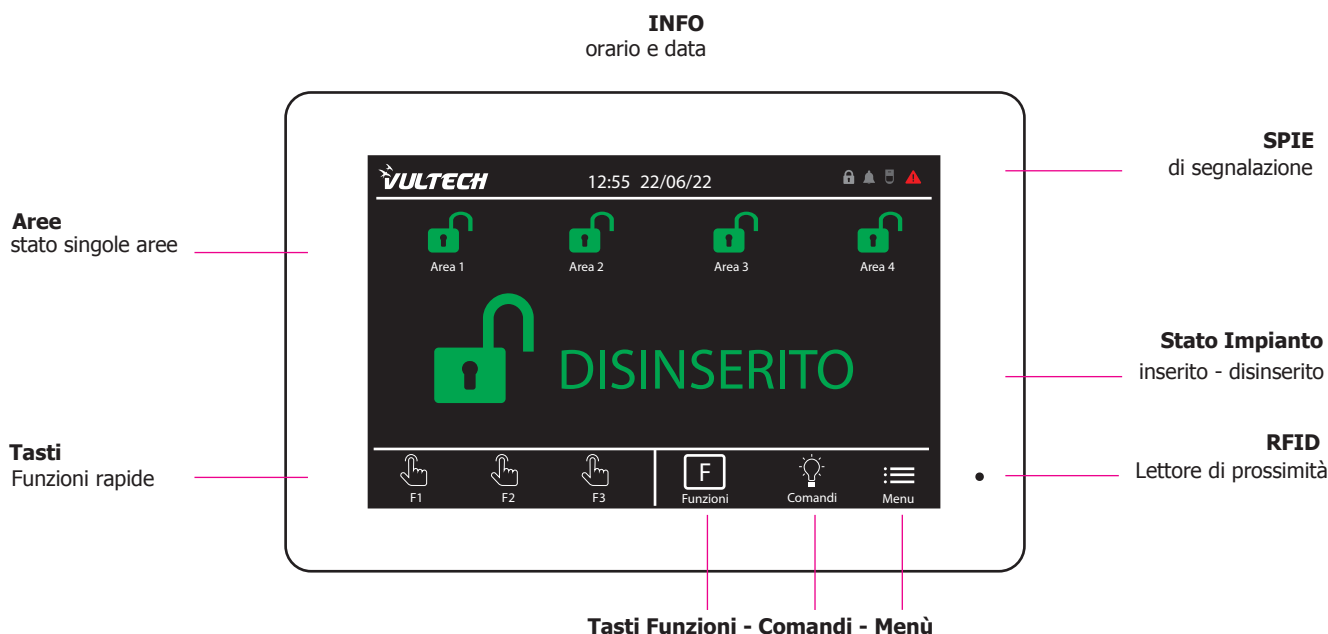 INFO
orario e data
SPIE
di segnalazione
VULTECH
12:55 22/06/22
Aree
stato singole aree
Area 1
Area 2
Area 3
Area 4
DISINSERITO
Stato Impianto
inserito - disinserito
Tasti
Funzioni rapide
RFID
Lettore di prossimità
F1
F2
F3
F
Funzioni
Comandi
Menu
Tasti Funzioni - Comandi - Menù